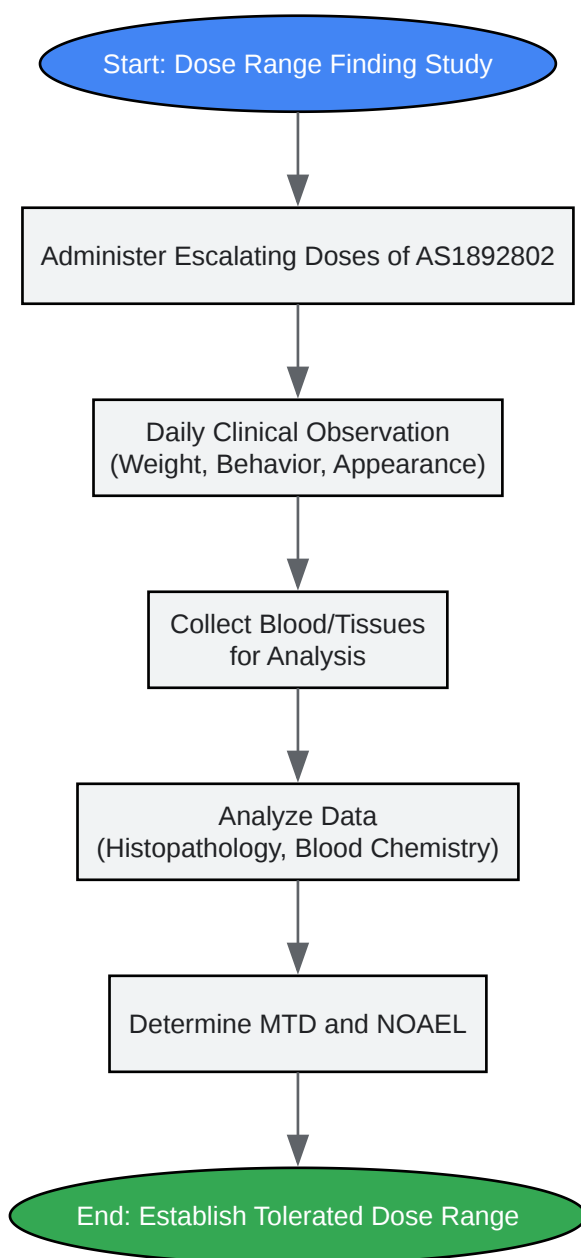 Start: Dose Range Finding Study
Administer Escalating Doses of AS1892802
Daily Clinical Observation
(Weight, Behavior, Appearance)
Collect Blood/Tissues
for Analysis
Analyze Data
(Histopathology, Blood Chemistry)
Determine MTD and NOAEL
End: Establish Tolerated Dose Range